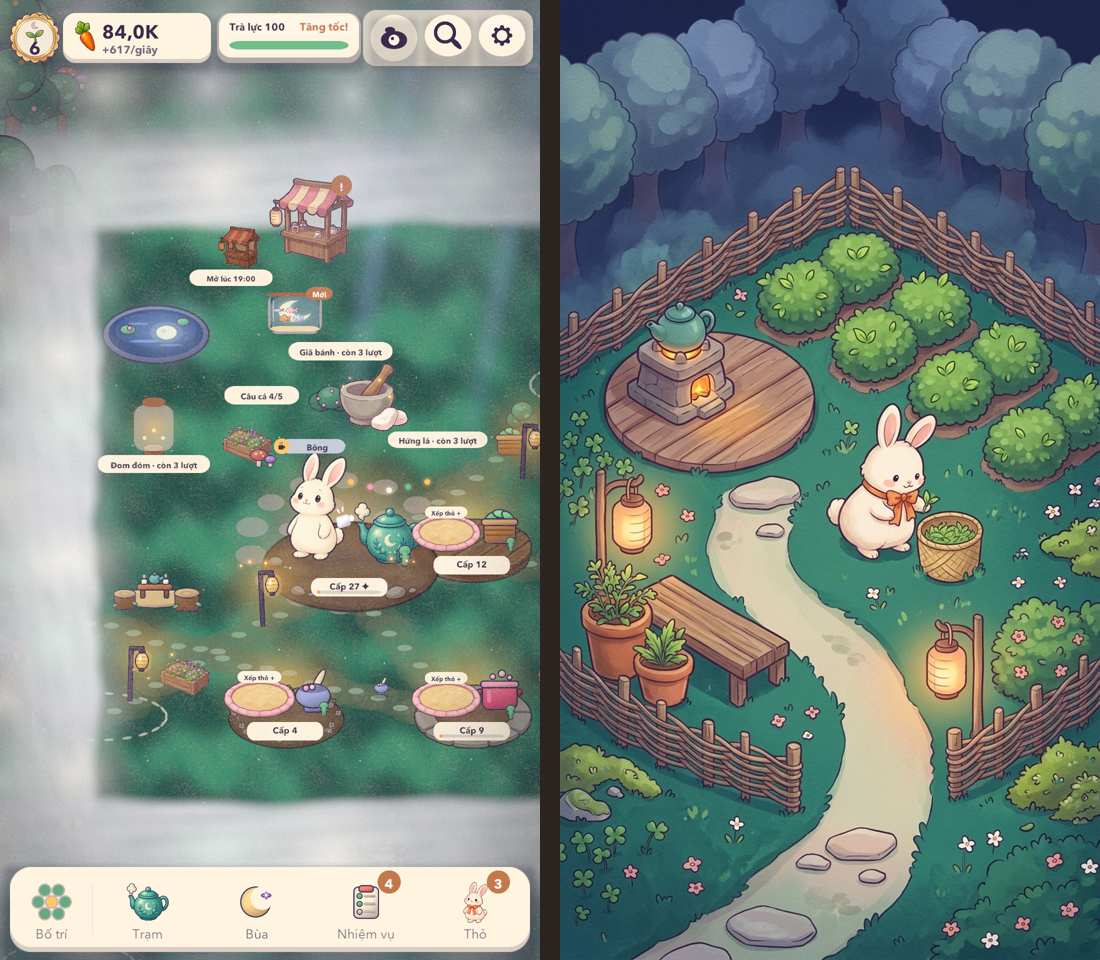 6
84,0K
+617/giây
Trà lực 100 Tăng tốc!
!
Mở lúc 19:00
Mới
Giã bánh · còn 3 lượt
Câu cá 4/5
Hứng lá · còn 3 lượt
Bông
Đom đóm · còn 3 lượt
Xếp thỏ +
Cấp 12
Cấp 27 ✦
Xếp thỏ +
Xếp thỏ +
Cấp 4
Cấp 9
4
3
Bố trí
Trạm
Bùa
Nhiệm vụ
Thỏ